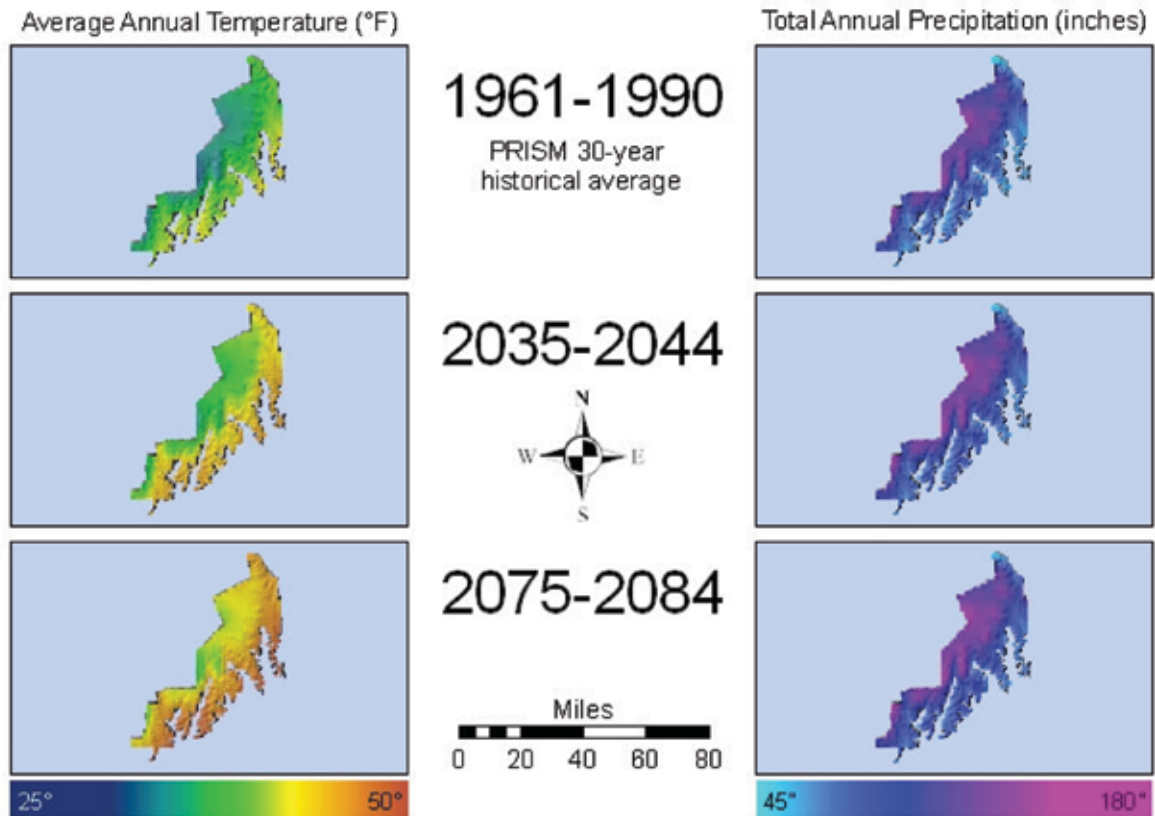 Average Annual Temperature (°F)
Total Annual Precipitation (inches)
1961-1990
PRISM 30-year
historical average
2035-2044
N
W E
S
2075-2084
Miles
0 20 40 60 80
25° 50°
45" 180"